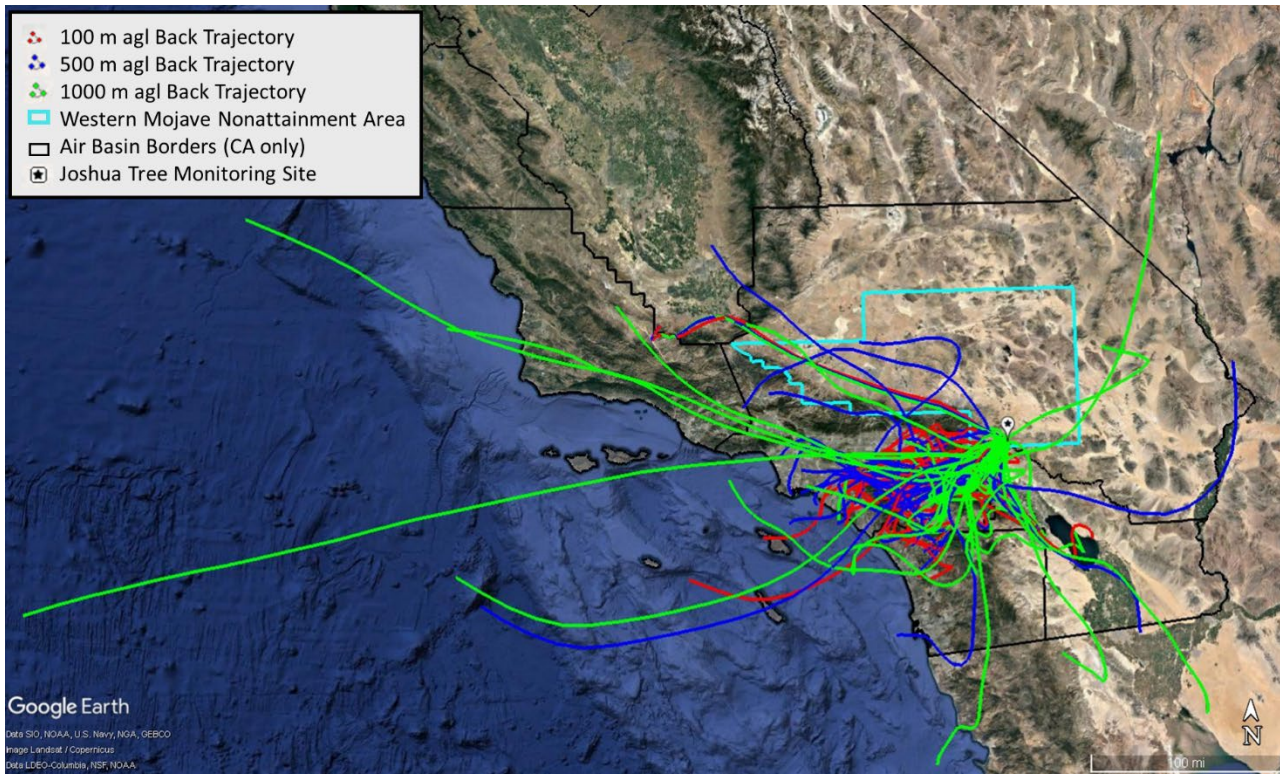 100 m agl Back Trajectory
500 m agl Back Trajectory
1000 m agl Back Trajectory
Western Mojave Nonattainment Area
Air Basin Borders (CA only)
Joshua Tree Monitoring Site
Google Earth
Data SIO, NOAA, U.S. Navy, NGA, GEBCO
Image Landsat / Copernicus
Data LDEO-Columbia, NSF, NOAA
N
100 mi